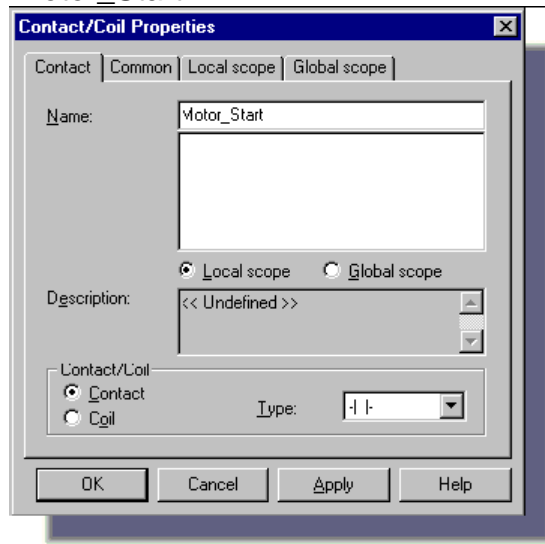 Contact/Coil Properties
Contact Common Local scope Global scope
Name: Motor_Start
Local scope Global scope
Description: << Undefined >>
Contact/Coil
Contact
Coil
Type: -| |-
OK Cancel Apply Help